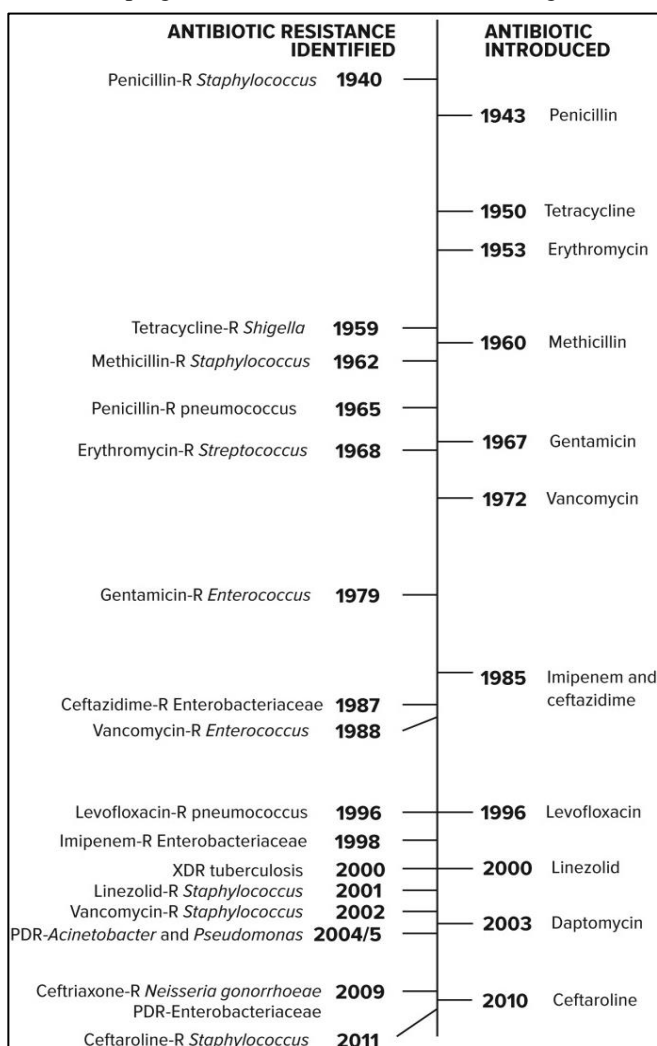 ANTIBIOTIC RESISTANCE
IDENTIFIED
ANTIBIOTIC
INTRODUCED
Penicillin-R Staphylococcus 1940
1943 Penicillin
1950 Tetracycline
1953 Erythromycin
Tetracycline-R Shigella 1959
1960 Methicillin
Methicillin-R Staphylococcus 1962
Penicillin-R pneumococcus 1965
1967 Gentamicin
Erythromycin-R Streptococcus 1968
1972 Vancomycin
Gentamicin-R Enterococcus 1979
1985 Imipenem and
ceftazidime
Ceftazidime-R Enterobacteriaceae 1987
Vancomycin-R Enterococcus 1988
Levofloxacin-R pneumococcus 1996
1996 Levofloxacin
Imipenem-R Enterobacteriaceae 1998
XDR tuberculosis 2000
2000 Linezolid
Linezolid-R Staphylococcus 2001
Vancomycin-R Staphylococcus 2002
2003 Daptomycin
PDR-Acinetobacter and Pseudomonas 2004/5
Ceftriaxone-R Neisseria gonorrhoeae 2009
PDR-Enterobacteriaceae
2010 Ceftaroline
Ceftaroline-R Staphylococcus 2011